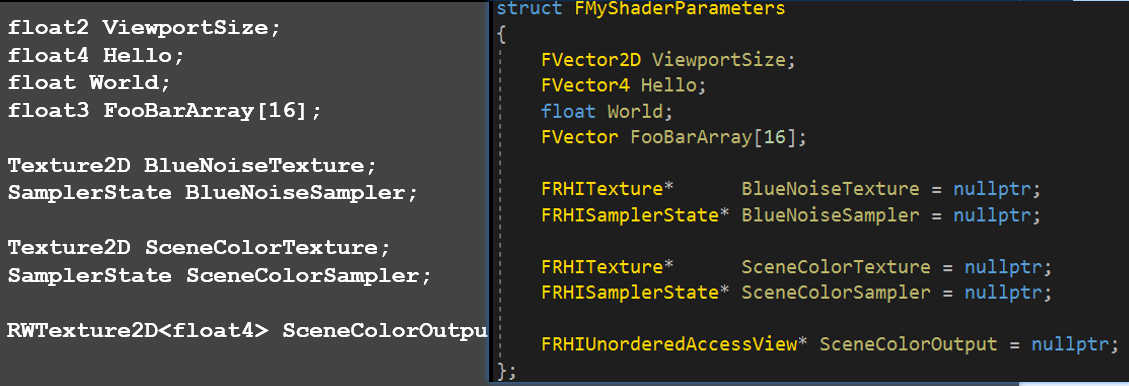 float2 ViewportSize;
float4 Hello;
float World;
float3 FooBarArray[16];
Texture2D BlueNoiseTexture;
SamplerState BlueNoiseSampler;
Texture2D SceneColorTexture;
SamplerState SceneColorSampler;
RWTexture2D<float4> SceneColorOutpu
struct FMyShaderParameters
{
FVector2D ViewportSize;
FVector4 Hello;
float World;
FVector FooBarArray[16];
FRHITexture* BlueNoiseTexture = nullptr;
FRHISamplerState* BlueNoiseSampler = nullptr;
FRHITexture* SceneColorTexture = nullptr;
FRHISamplerState* SceneColorSampler = nullptr;
FRHIUnorderedAccessView* SceneColorOutput = nullptr;
};